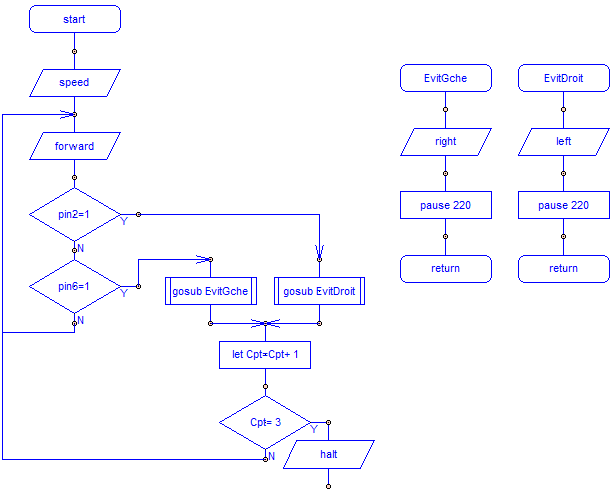 start
speed
forward
pin2=1
Y
N
pin6=1
Y
N
gosub EvitGche
gosub EvitDroit
let Cpt=Cpt+ 1
Cpt= 3
Y
N
halt
EvitGche
right
pause 220
return
EvitDroit
left
pause 220
return